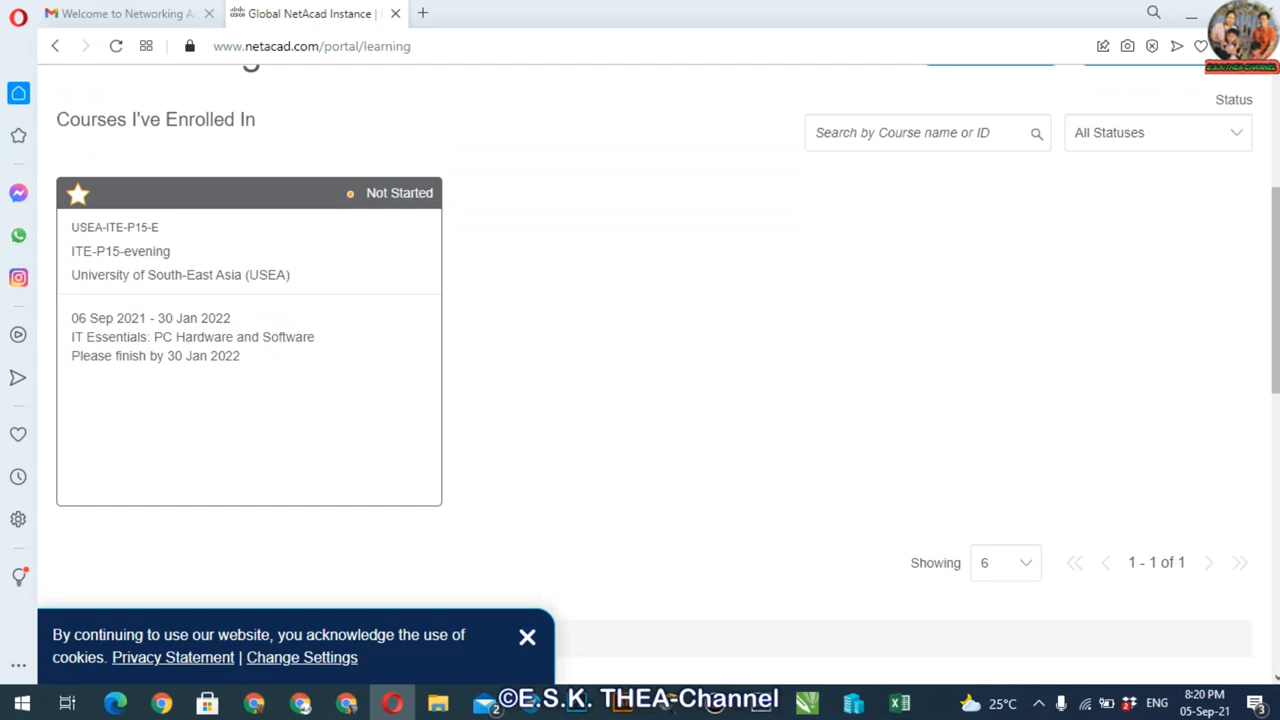 Welcome to Networking A
Global NetAcad Instance |
www.netacad.com/portal/learning
E.S.K.THEA-CHANNEL
Status
Courses I've Enrolled In
Search by Course name or ID
All Statuses
Not Started
USEA-ITE-P15-E
ITE-P15-evening
University of South-East Asia (USEA)
06 Sep 2021 - 30 Jan 2022
IT Essentials: PC Hardware and Software
Please finish by 30 Jan 2022
Showing
6
1 - 1 of 1
By continuing to use our website, you acknowledge the use of
cookies. Privacy Statement | Change Settings
©E.S.K. THEA-Channel
2
25°C
ENG
8:20 PM
05-Sep-21
3